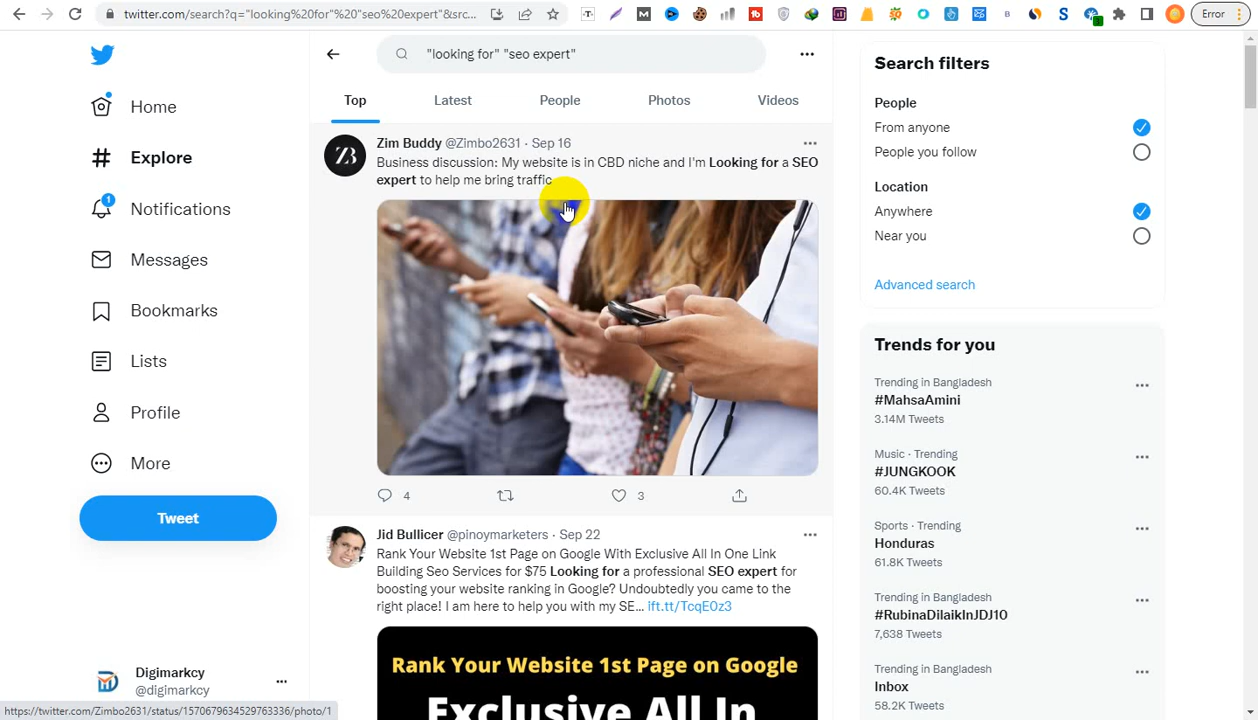 twitter.com/search?q="looking%20for"%20"seo%20expert"&src...
Error
"looking for" "seo expert"
Home
Explore
1
Notifications
Messages
Bookmarks
Lists
Profile
More
Tweet
Digimarkcy
@digimarkcy
Top
Latest
People
Photos
Videos
Zim Buddy @Zimbo2631 · Sep 16
Business discussion: My website is in CBD niche and I'm Looking for a SEO
expert to help me bring traffic
4
3
Jid Bullicer @pinoymarketers · Sep 22
Rank Your Website 1st Page on Google With Exclusive All In One Link
Building Seo Services for $75 Looking for a professional SEO expert for
boosting your website ranking in Google? Undoubtedly you came to the
right place! I am here to help you with my SE... ift.tt/TcqE0z3
Rank Your Website 1st Page on Google
Exclusive All In
Search filters
People
From anyone
People you follow
Location
Anywhere
Near you
Advanced search
Trends for you
Trending in Bangladesh
#MahsaAmini
3.14M Tweets
Music · Trending
#JUNGKOOK
60.4K Tweets
Sports · Trending
Honduras
61.8K Tweets
Trending in Bangladesh
#RubinaDilaikInJDJ10
7,638 Tweets
Trending in Bangladesh
Inbox
58.2K Tweets
https://twitter.com/Zimbo2631/status/1570679634529763336/photo/1